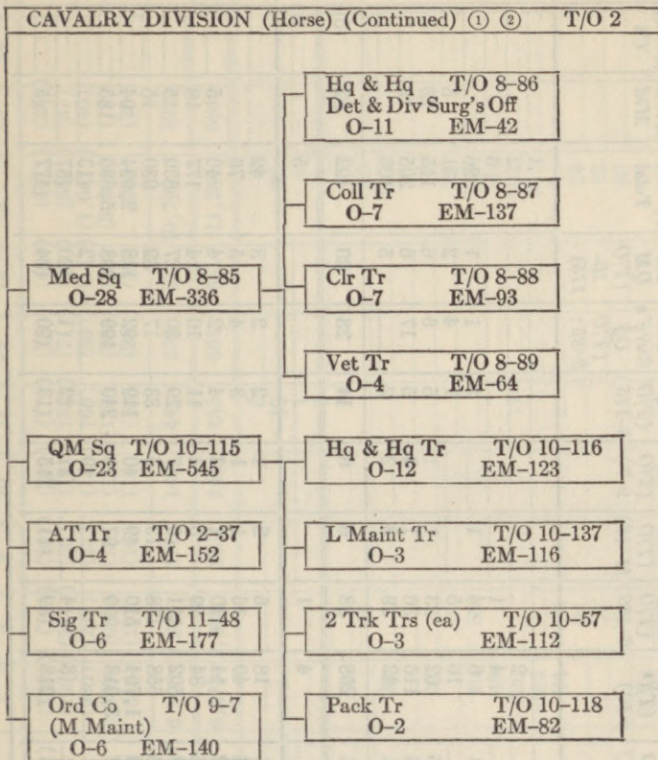 CAVALRY DIVISION (Horse) (Continued) ① ② T/O 2
Hq & Hq T/O 8–86
Det & Div Surg's Off
O–11 EM–42
Coll Tr T/O 8–87
O–7 EM–137
Med Sq T/O 8–85
O–28 EM–336
Clr Tr T/O 8–88
O–7 EM–93
Vet Tr T/O 8–89
O–4 EM–64
QM Sq T/O 10–115
O–23 EM–545
Hq & Hq Tr T/O 10–116
O–12 EM–123
AT Tr T/O 2–37
O–4 EM–152
L Maint Tr T/O 10–137
O–3 EM–116
Sig Tr T/O 11–48
O–6 EM–177
2 Trk Trs (ea) T/O 10–57
O–3 EM–112
Ord Co T/O 9–7
(M Maint)
O–6 EM–140
Pack Tr T/O 10–118
O–2 EM–82